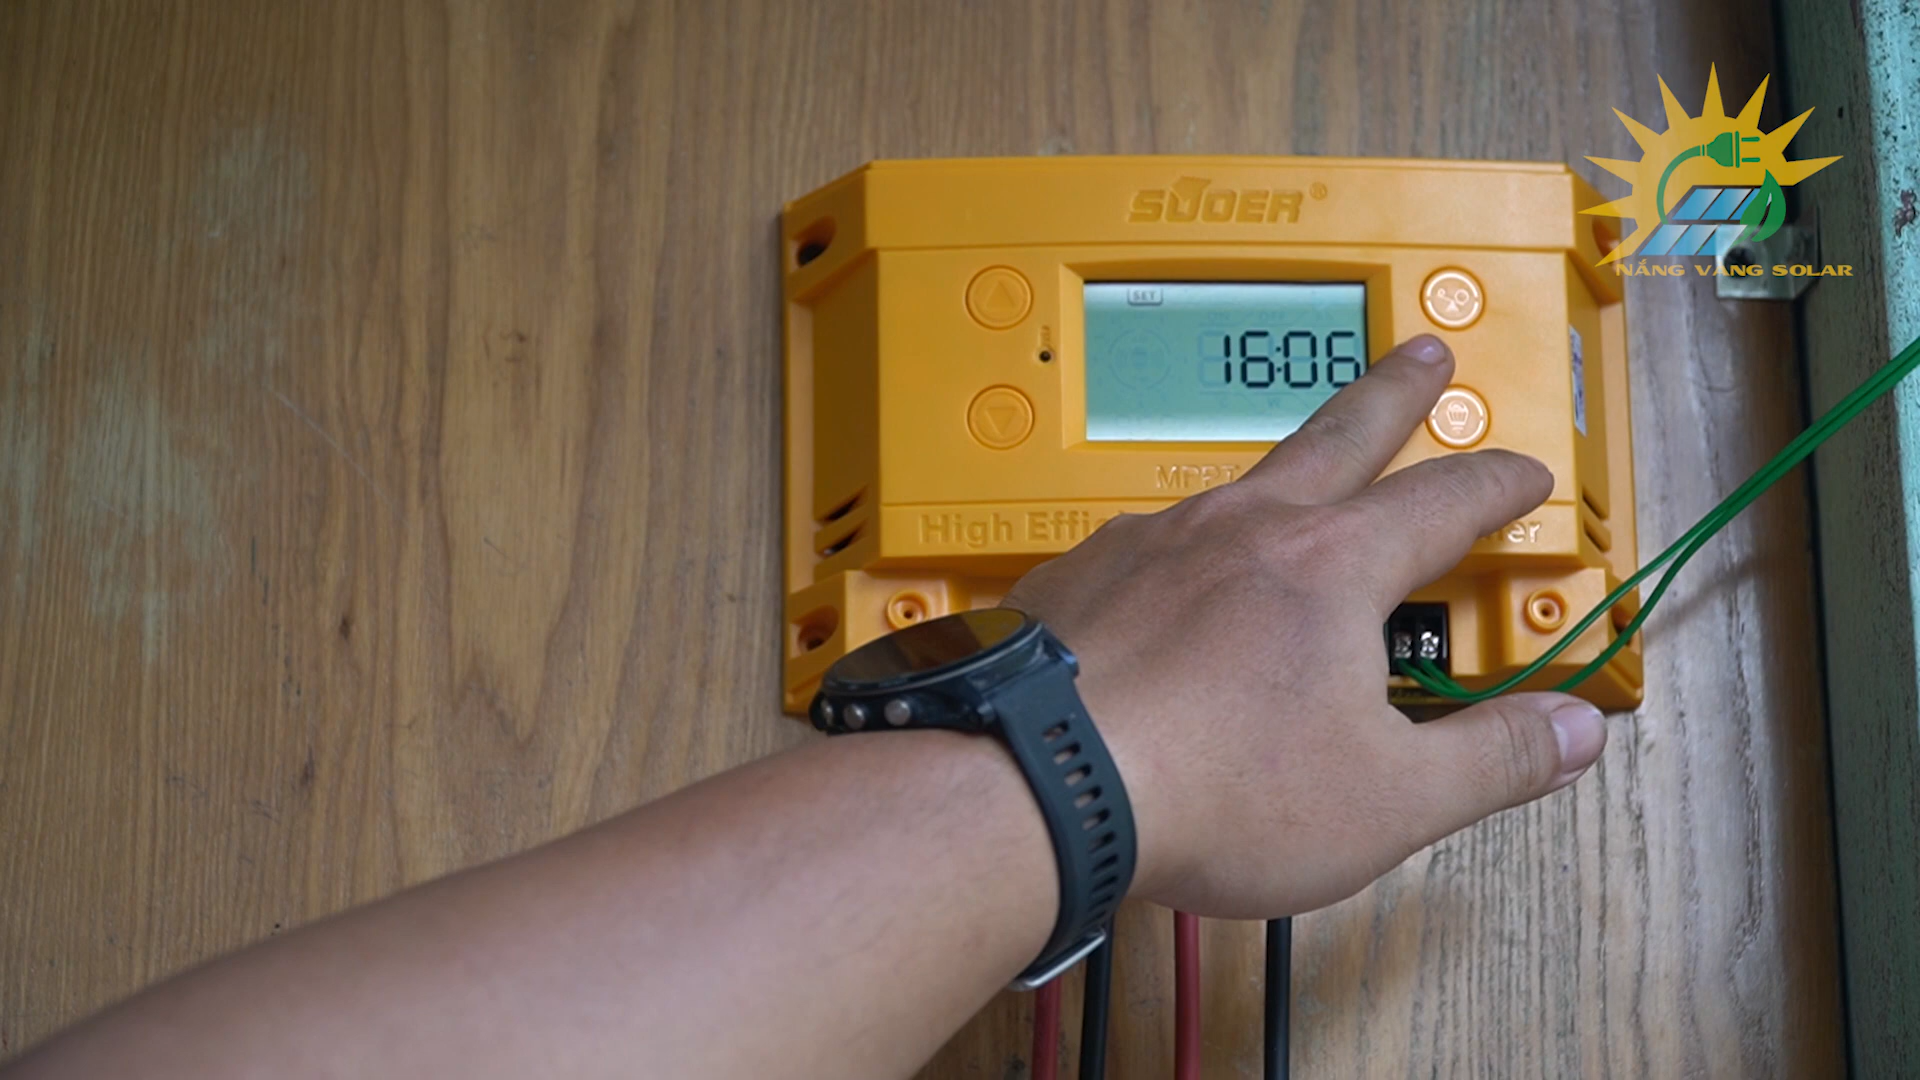 NẮNG VÀNG SOLAR
SUOER®
SET
16:06
MPPT
High Effi
er